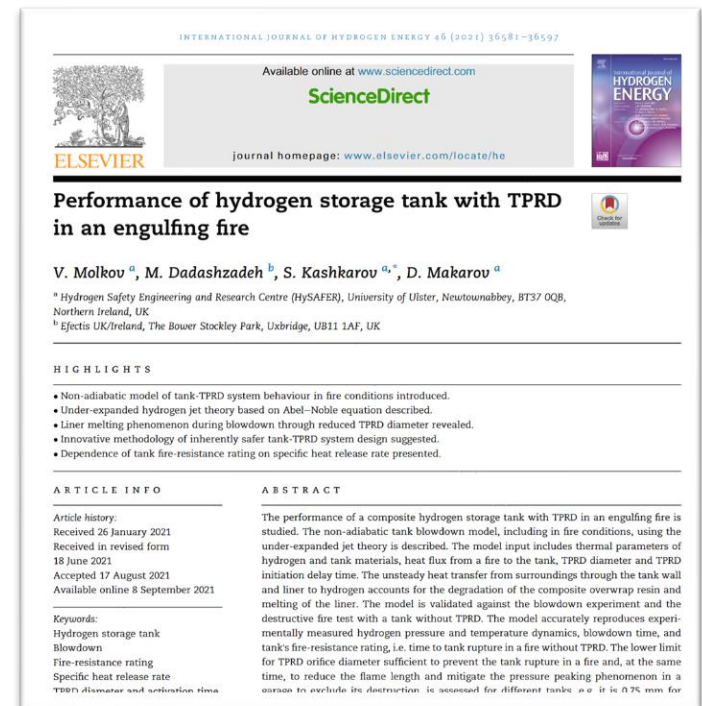 INTERNATIONAL JOURNAL OF HYDROGEN ENERGY 46 (2021) 36581–36597
Available online at www.sciencedirect.com
ScienceDirect
journal homepage: www.elsevier.com/locate/he
ELSEVIER
International Journal of
HYDROGEN
ENERGY
Performance of hydrogen storage tank with TPRD
in an engulfing fire
Check for
updates
V. Molkov a, M. Dadashzadeh b, S. Kashkarov a,*, D. Makarov a
a Hydrogen Safety Engineering and Research Centre (HySAFER), University of Ulster, Newtownabbey, BT37 0QB,
Northern Ireland, UK
b Efectis UK/Ireland, The Bower Stockley Park, Uxbridge, UB11 1AF, UK
HIGHLIGHTS
• Non-adiabatic model of tank-TPRD system behaviour in fire conditions introduced.
• Under-expanded hydrogen jet theory based on Abel–Noble equation described.
• Liner melting phenomenon during blowdown through reduced TPRD diameter revealed.
• Innovative methodology of inherently safer tank-TPRD system design suggested.
• Dependence of tank fire-resistance rating on specific heat release rate presented.
ARTICLE INFO
Article history:
Received 26 January 2021
Received in revised form
18 June 2021
Accepted 17 August 2021
Available online 8 September 2021
Keywords:
Hydrogen storage tank
Blowdown
Fire-resistance rating
Specific heat release rate
TPRD diameter and activation time
ABSTRACT
The performance of a composite hydrogen storage tank with TPRD in an engulfing fire is
studied. The non-adiabatic tank blowdown model, including in fire conditions, using the
under-expanded jet theory is described. The model input includes thermal parameters of
hydrogen and tank materials, heat flux from a fire to the tank, TPRD diameter and TPRD
initiation delay time. The unsteady heat transfer from surroundings through the tank wall
and liner to hydrogen accounts for the degradation of the composite overwrap resin and
melting of the liner. The model is validated against the blowdown experiment and the
destructive fire test with a tank without TPRD. The model accurately reproduces experi-
mentally measured hydrogen pressure and temperature dynamics, blowdown time, and
tank's fire-resistance rating, i.e. time to tank rupture in a fire without TPRD. The lower limit
for TPRD orifice diameter sufficient to prevent the tank rupture in a fire and, at the same
time, to reduce the flame length and mitigate the pressure peaking phenomenon in a
garage to exclude its destruction, is assessed for different tanks, e.g. it is 0.75 mm for